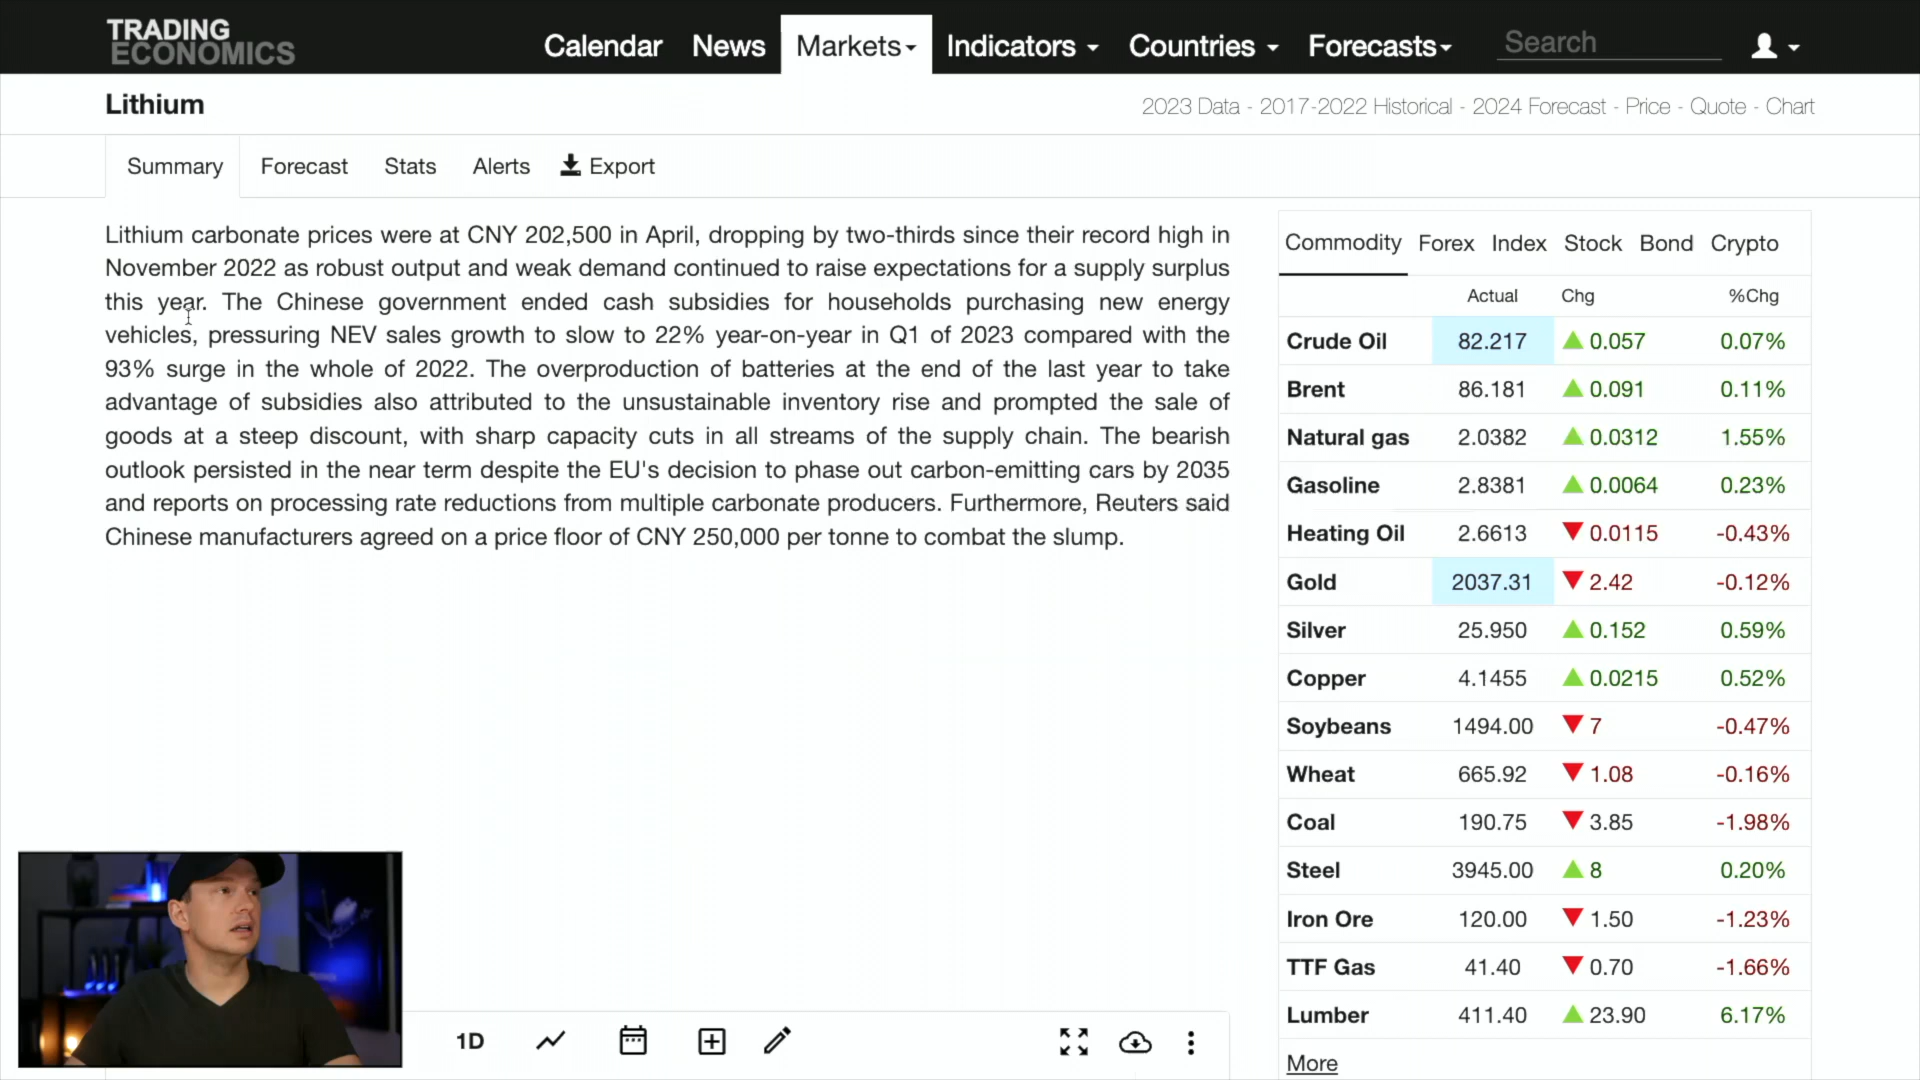 TRADING
ECONOMICS
Calendar News Markets Indicators Countries Forecasts Search
Lithium
2023 Data - 2017-2022 Historical - 2024 Forecast - Price - Quote - Chart
Summary Forecast Stats Alerts Export
Lithium carbonate prices were at CNY 202,500 in April, dropping by two-thirds since their record high in
November 2022 as robust output and weak demand continued to raise expectations for a supply surplus
this year. The Chinese government ended cash subsidies for households purchasing new energy
vehicles, pressuring NEV sales growth to slow to 22% year-on-year in Q1 of 2023 compared with the
93% surge in the whole of 2022. The overproduction of batteries at the end of the last year to take
advantage of subsidies also attributed to the unsustainable inventory rise and prompted the sale of
goods at a steep discount, with sharp capacity cuts in all streams of the supply chain. The bearish
outlook persisted in the near term despite the EU's decision to phase out carbon-emitting cars by 2035
and reports on processing rate reductions from multiple carbonate producers. Furthermore, Reuters said
Chinese manufacturers agreed on a price floor of CNY 250,000 per tonne to combat the slump.
Commodity Forex Index Stock Bond Crypto
Actual Chg %Chg
Crude Oil 82.217 0.057 0.07%
Brent 86.181 0.091 0.11%
Natural gas 2.0382 0.0312 1.55%
Gasoline 2.8381 0.0064 0.23%
Heating Oil 2.6613 0.0115 -0.43%
Gold 2037.31 2.42 -0.12%
Silver 25.950 0.152 0.59%
Copper 4.1455 0.0215 0.52%
Soybeans 1494.00 7 -0.47%
Wheat 665.92 1.08 -0.16%
Coal 190.75 3.85 -1.98%
Steel 3945.00 8 0.20%
Iron Ore 120.00 1.50 -1.23%
TTF Gas 41.40 0.70 -1.66%
Lumber 411.40 23.90 6.17%
More
1D